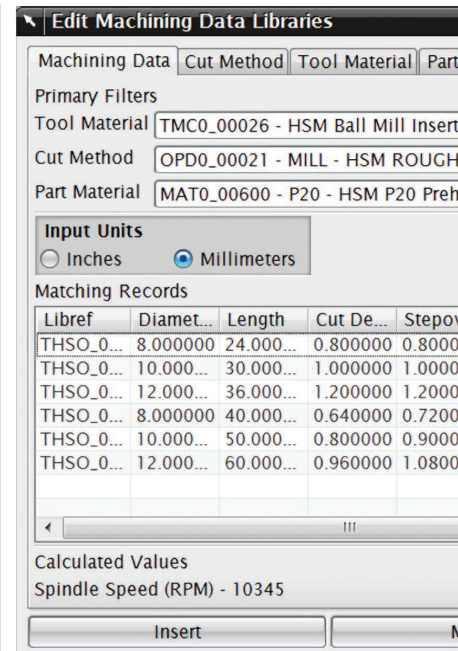 Edit Machining Data Libraries
Machining Data Cut Method Tool Material Part
Primary Filters
Tool Material TMC0_00026 - HSM Ball Mill Insert
Cut Method OPD0_00021 - MILL - HSM ROUGH
Part Material MAT0_00600 - P20 - HSM P20 Preh
Input Units
Inches Millimeters
Matching Records
Libref Diamet... Length Cut De... Stepov
THSO_0... 8.000000 24.000... 0.800000 0.8000
THSO_0... 10.000... 30.000... 1.000000 1.0000
THSO_0... 12.000... 36.000... 1.200000 1.2000
THSO_0... 8.000000 40.000... 0.640000 0.7200
THSO_0... 10.000... 50.000... 0.800000 0.9000
THSO_0... 12.000... 60.000... 0.960000 1.0800
Calculated Values
Spindle Speed (RPM) - 10345
Insert